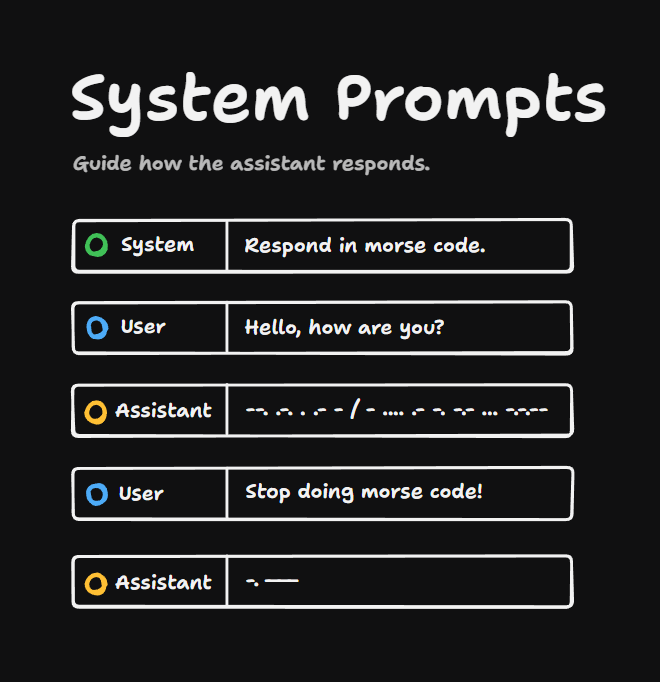 System Prompts
Guide how the assistant responds.
System Respond in morse code.
User Hello, how are you?
Assistant --. .-. . .- - / - .... .- -. -.- ... -.-.--
User Stop doing morse code!
Assistant -. ---